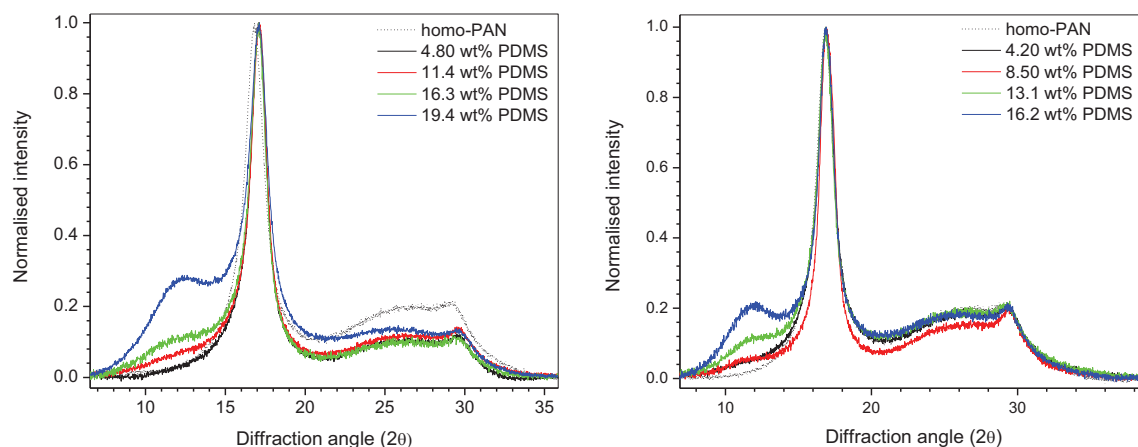 homo-PAN
4.80 wt% PDMS
11.4 wt% PDMS
16.3 wt% PDMS
19.4 wt% PDMS
1.0
0.8
0.6
0.4
0.2
0.0
Normalised intensity
10 15 20 25 30 35
Diffraction angle (2θ)
homo-PAN
4.20 wt% PDMS
8.50 wt% PDMS
13.1 wt% PDMS
16.2 wt% PDMS
1.0
0.8
0.6
0.4
0.2
0.0
Normalised intensity
10 20 30
Diffraction angle (2θ)